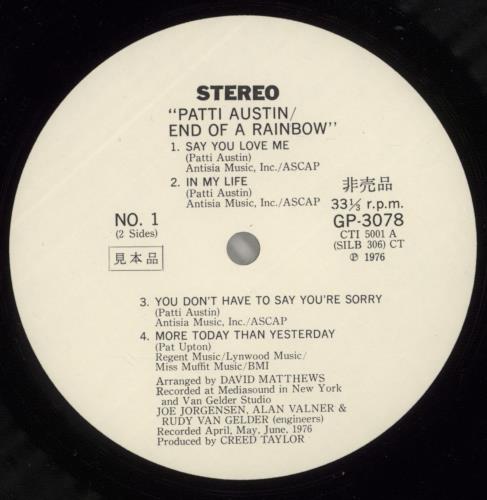 STEREO
"PATTI AUSTIN/
END OF A RAINBOW"
1. SAY YOU LOVE ME
(Patti Austin)
Antisia Music, Inc./ASCAP
2. IN MY LIFE
(Patti Austin)
Antisia Music, Inc./ASCAP
NO. 1
(2 Sides)
見本品
非売品
33⅓ r.p.m.
GP-3078
CTI 5001 A
(SILB 306) CT
Ⓟ 1976
3. YOU DON'T HAVE TO SAY YOU'RE SORRY
(Patti Austin)
Antisia Music, Inc./ASCAP
4. MORE TODAY THAN YESTERDAY
(Pat Upton)
Regent Music/Lynwood Music/
Miss Muffit Music/BMI
Arranged by DAVID MATTHEWS
Recorded at Mediasound in New York
and Van Gelder Studio
JOE JORGENSEN, ALAN VALNER &
RUDY VAN GELDER (engineers)
Recorded April, May, June, 1976
Produced by CREED TAYLOR